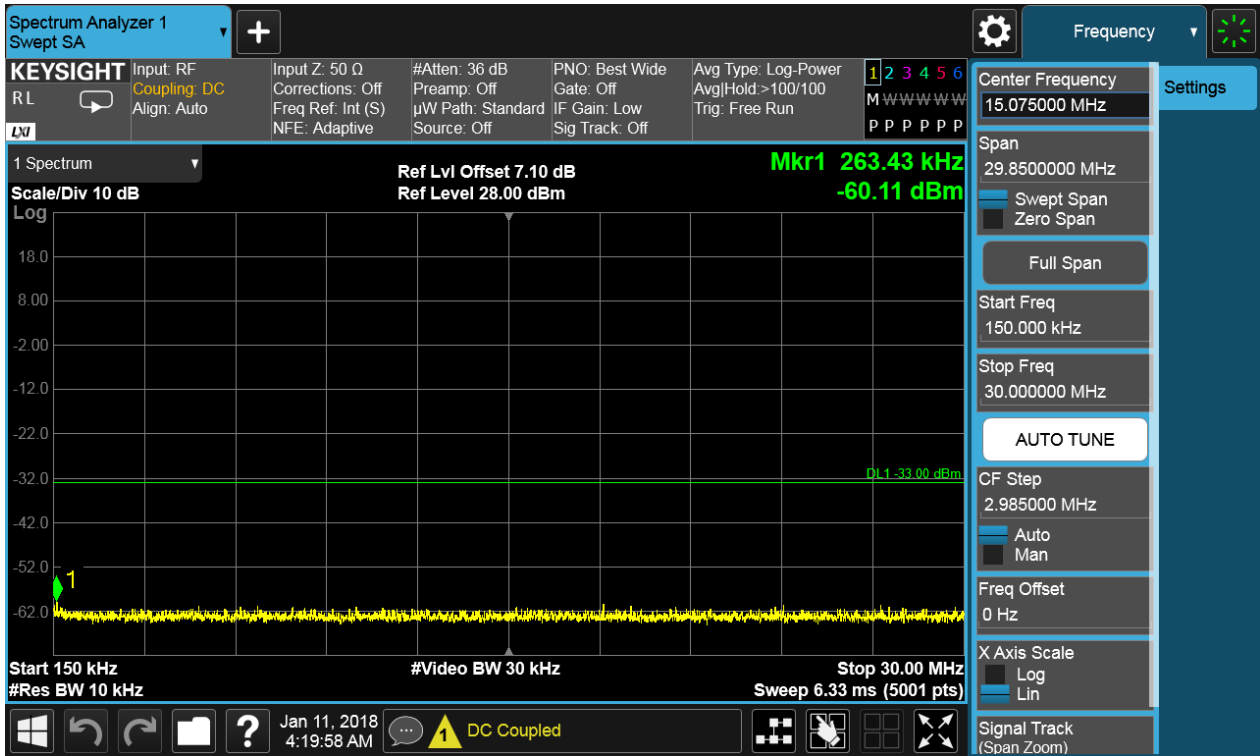 Spectrum Analyzer 1
Swept SA
+
Frequency
KEYSIGHT
RL
LXI
Input: RF
Coupling: DC
Align: Auto
Input Z: 50 Ω
Corrections: Off
Freq Ref: Int (S)
NFE: Adaptive
#Atten: 36 dB
Preamp: Off
µW Path: Standard
Source: Off
PNO: Best Wide
Gate: Off
IF Gain: Low
Sig Track: Off
Avg Type: Log-Power
Avg|Hold:>100/100
Trig: Free Run
1 2 3 4 5 6
M W W W W W
P P P P P P
1 Spectrum
Scale/Div 10 dB
Log
Ref Lvl Offset 7.10 dB
Ref Level 28.00 dBm
Mkr1 263.43 kHz
-60.11 dBm
18.0
8.00
-2.00
-12.0
-22.0
-32.0
-42.0
-52.0
-62.0
DL1 -33.00 dBm
1
Start 150 kHz
#Res BW 10 kHz
#Video BW 30 kHz
Stop 30.00 MHz
Sweep 6.33 ms (5001 pts)
Center Frequency
15.075000 MHz
Span
29.8500000 MHz
Swept Span
Zero Span
Full Span
Start Freq
150.000 kHz
Stop Freq
30.000000 MHz
AUTO TUNE
CF Step
2.985000 MHz
Auto
Man
Freq Offset
0 Hz
X Axis Scale
Log
Lin
Signal Track
(Span Zoom)
Settings
?
Jan 11, 2018
4:19:58 AM
1
DC Coupled